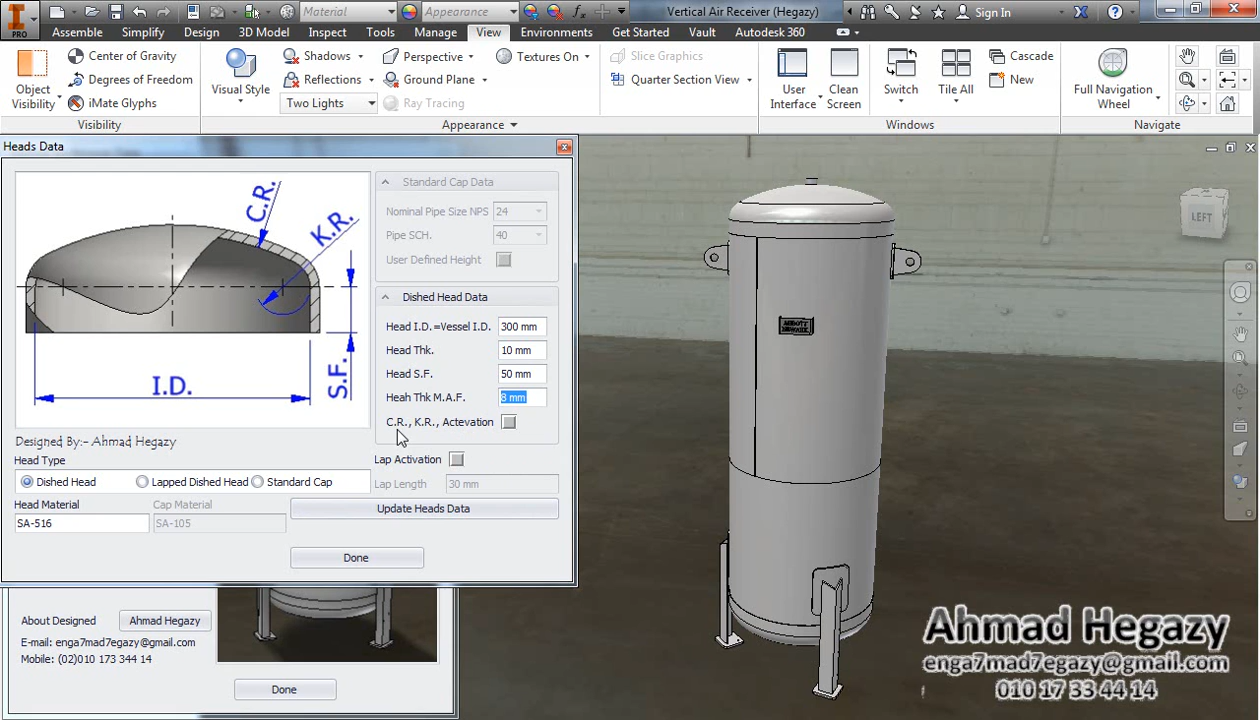 PRO
Material
Appearance
Vertical Air Receiver (Hegazy)
Sign In
Assemble
Simplify
Design
3D Model
Inspect
Tools
Manage
View
Environments
Get Started
Vault
Autodesk 360
Object Visibility
Center of Gravity
Degrees of Freedom
iMate Glyphs
Visibility
Visual Style
Shadows
Reflections
Two Lights
Perspective
Ground Plane
Ray Tracing
Textures On
Slice Graphics
Quarter Section View
Appearance
User Interface
Clean Screen
Switch
Tile All
Cascade
New
Windows
Full Navigation Wheel
Navigate
Heads Data
C.R.
K.R.
I.D.
S.F.
Designed By:- Ahmad Hegazy
Standard Cap Data
Nominal Pipe Size NPS 24
Pipe SCH. 40
User Defined Height
Dished Head Data
Head I.D.=Vessel I.D. 300 mm
Head Thk. 10 mm
Head S.F. 50 mm
Heah Thk M.A.F. 8 mm
C.R., K.R., Actevation
Lap Activation
Lap Length 30 mm
Head Type
Dished Head
Lapped Dished Head
Standard Cap
Head Material
SA-516
Cap Material
SA-105
Update Heads Data
Done
About Designed
Ahmad Hegazy
E-mail: enga7mad7egazy@gmail.com
Mobile: (02)010 173 344 14
Done
LEFT
Ahmad Hegazy
enga7mad7egazy@gmail.com
010 17 33 44 14